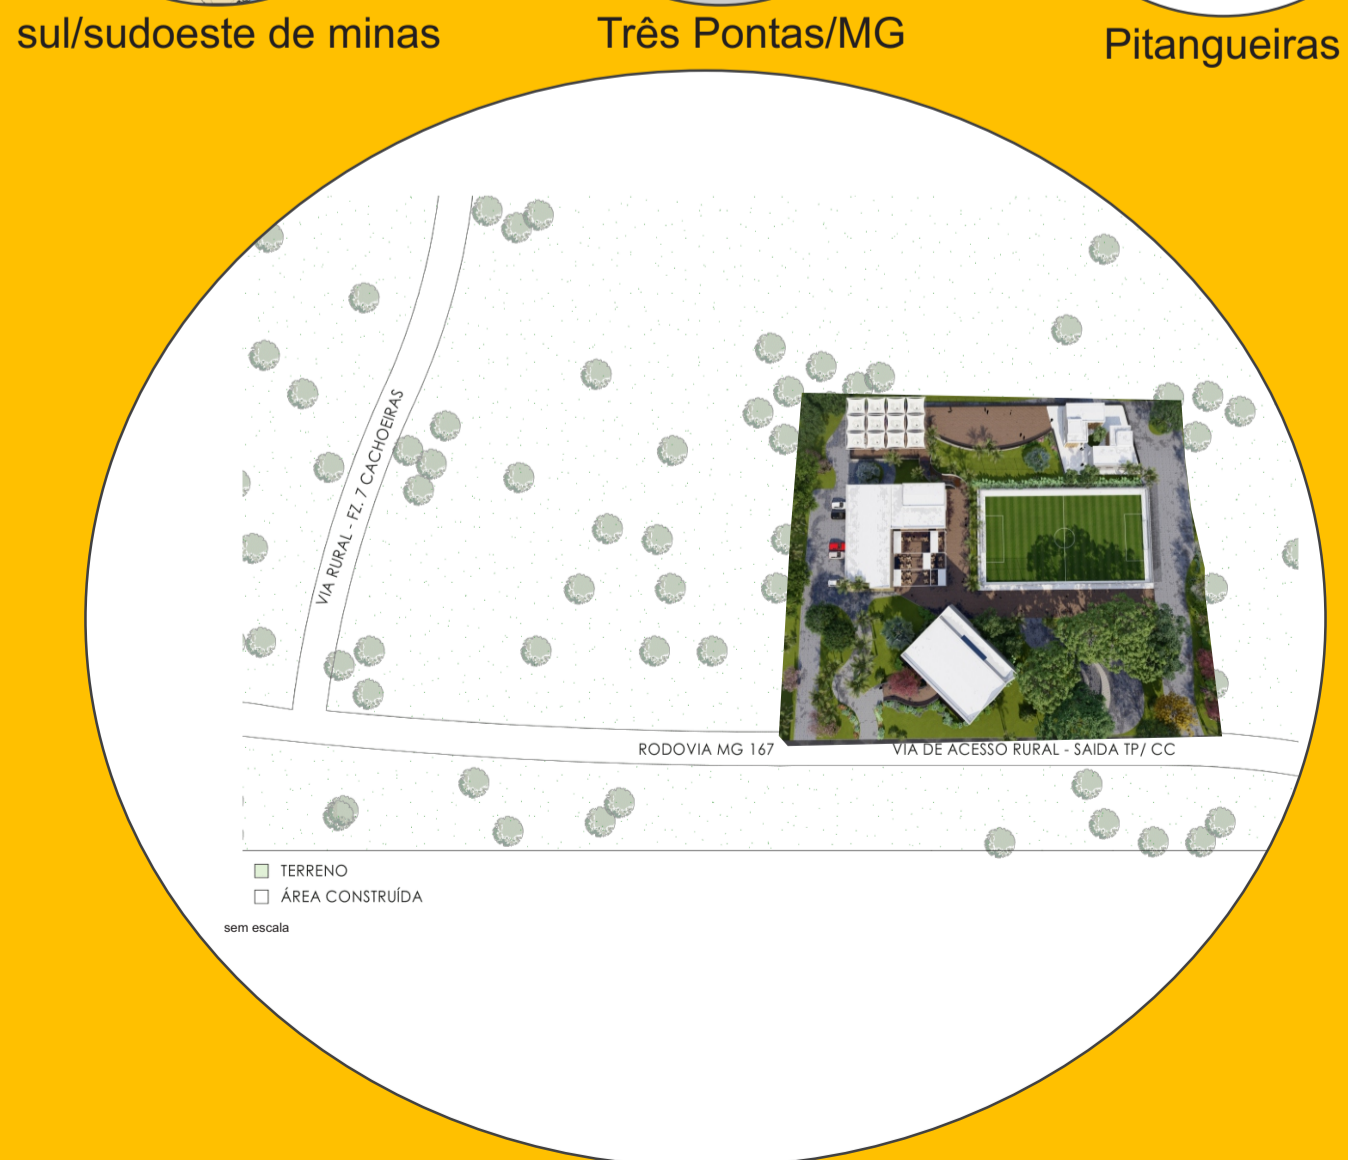 sul/sudoeste de minas
Três Pontas/MG
Pitangueiras
VIA RURAL - FZ. 7 CACHOEIRAS
RODOVIA MG 167
VIA DE ACESSO RURAL - SAIDA TP/ CC
TERRENO
ÁREA CONSTRUÍDA
sem escala